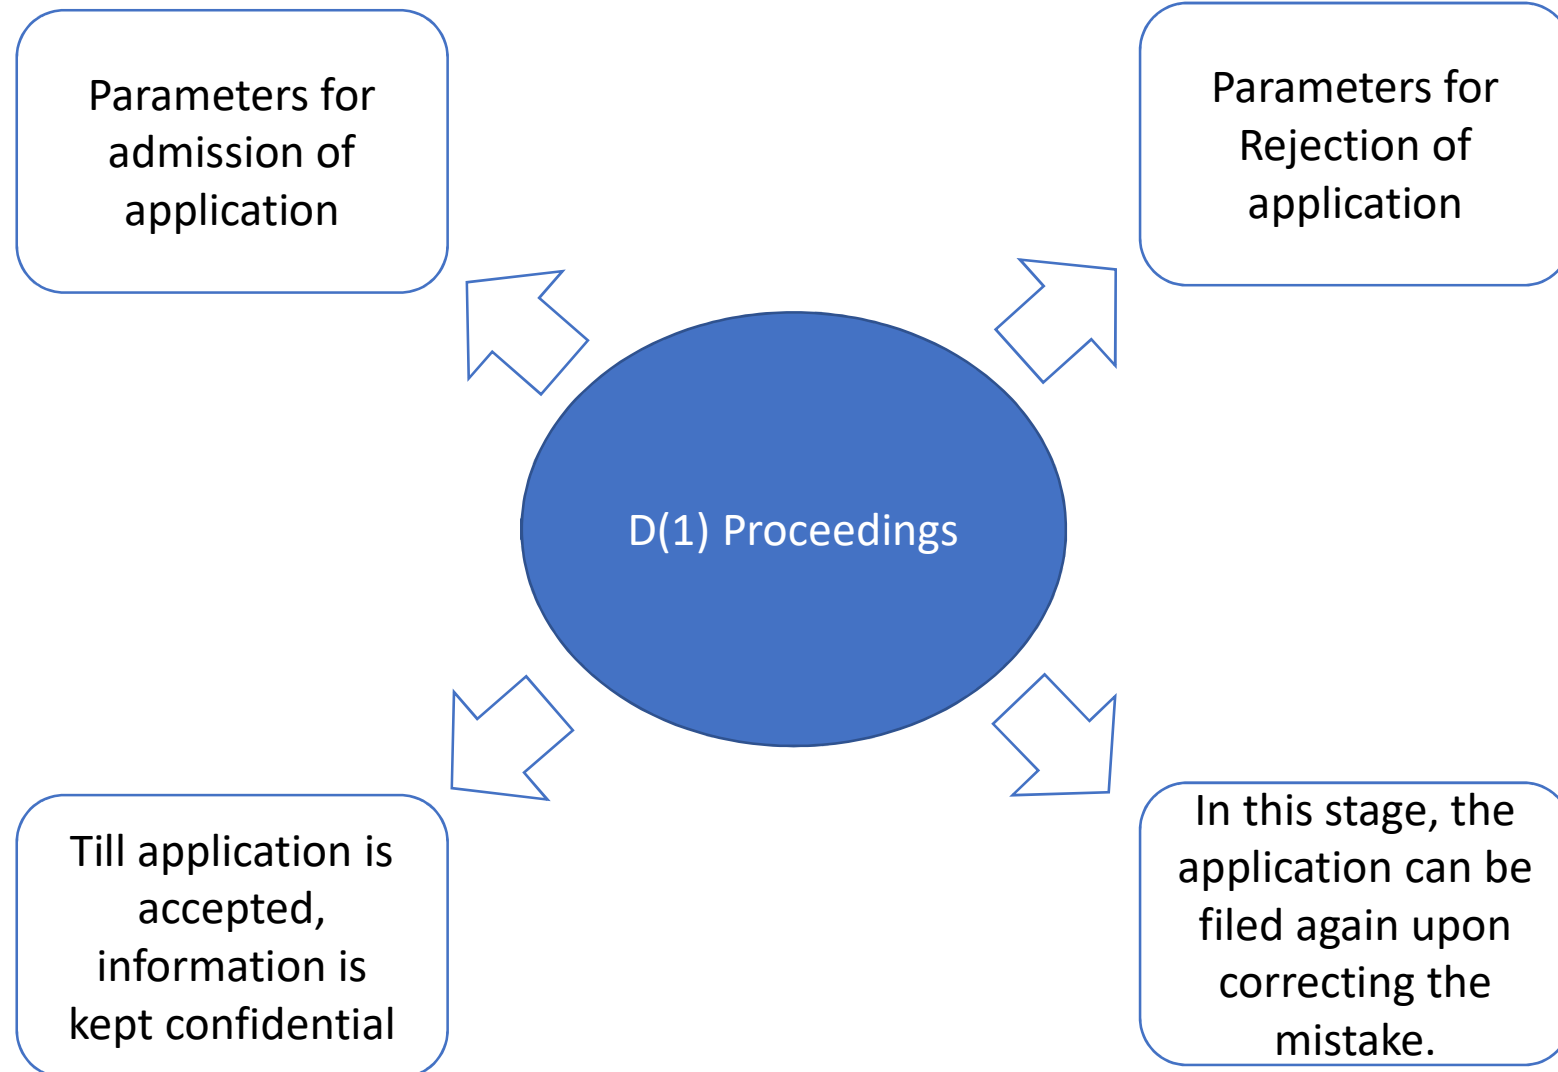 Parameters for
admission of
application
Parameters for
Rejection of
application
D(1) Proceedings
Till application is
accepted,
information is
kept confidential
In this stage, the
application can be
filed again upon
correcting the
mistake.